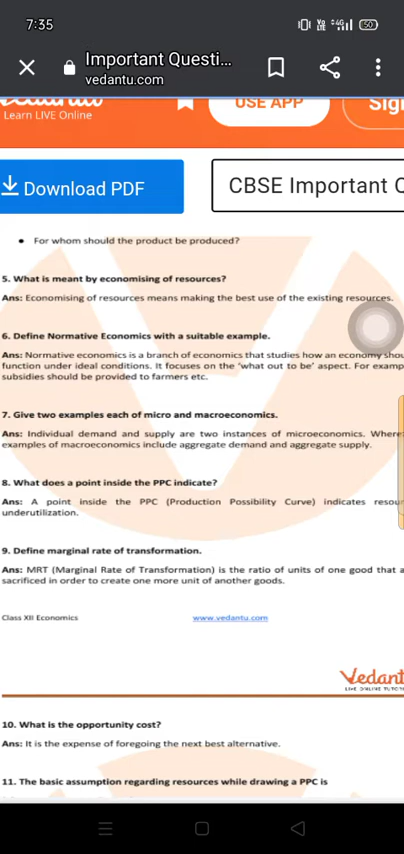 7:35
Vo LTE 4G 50
Important Questi...
vedantu.com
Learn LIVE Online
USE APP
Sig
Download PDF
CBSE Important Q
• For whom should the product be produced?
5. What is meant by economising of resources?
Ans: Economising of resources means making the best use of the existing resources.
6. Define Normative Economics with a suitable example.
Ans: Normative economics is a branch of economics that studies how an economy shou
function under ideal conditions. It focuses on the 'what out to be' aspect. For examp
subsidies should be provided to farmers etc.
7. Give two examples each of micro and macroeconomics.
Ans: Individual demand and supply are two instances of microeconomics. Where
examples of macroeconomics include aggregate demand and aggregate supply.
8. What does a point inside the PPC indicate?
Ans: A point inside the PPC (Production Possibility Curve) indicates resou
underutilization.
9. Define marginal rate of transformation.
Ans: MRT (Marginal Rate of Transformation) is the ratio of units of one good that a
sacrificed in order to create one more unit of another goods.
Class XII Economics www.vedantu.com
Vedant
LIVE ONLINE TUTO
10. What is the opportunity cost?
Ans: It is the expense of foregoing the next best alternative.
11. The basic assumption regarding resources while drawing a PPC is